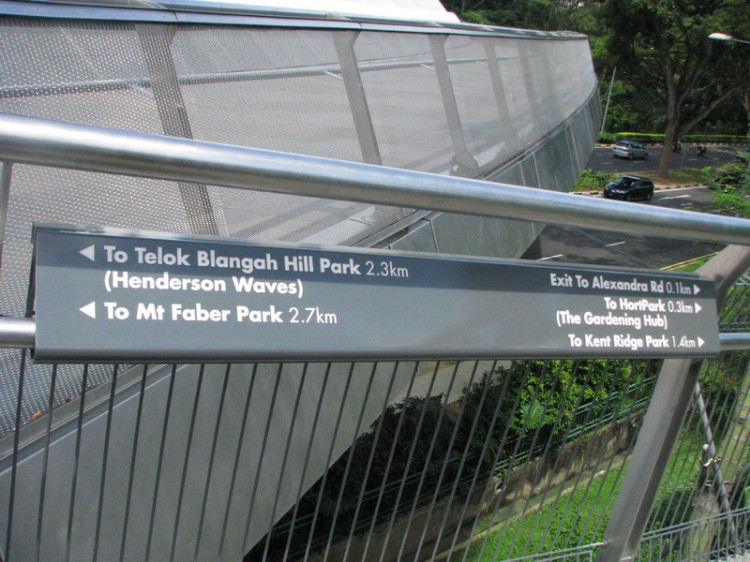 ◀ To Telok Blangah Hill Park 2.3km
(Henderson Waves)
◀ To Mt Faber Park 2.7km
Exit To Alexandra Rd 0.1km ▶
To HortPark 0.3km ▶
(The Gardening Hub)
To Kent Ridge Park 1.4km ▶